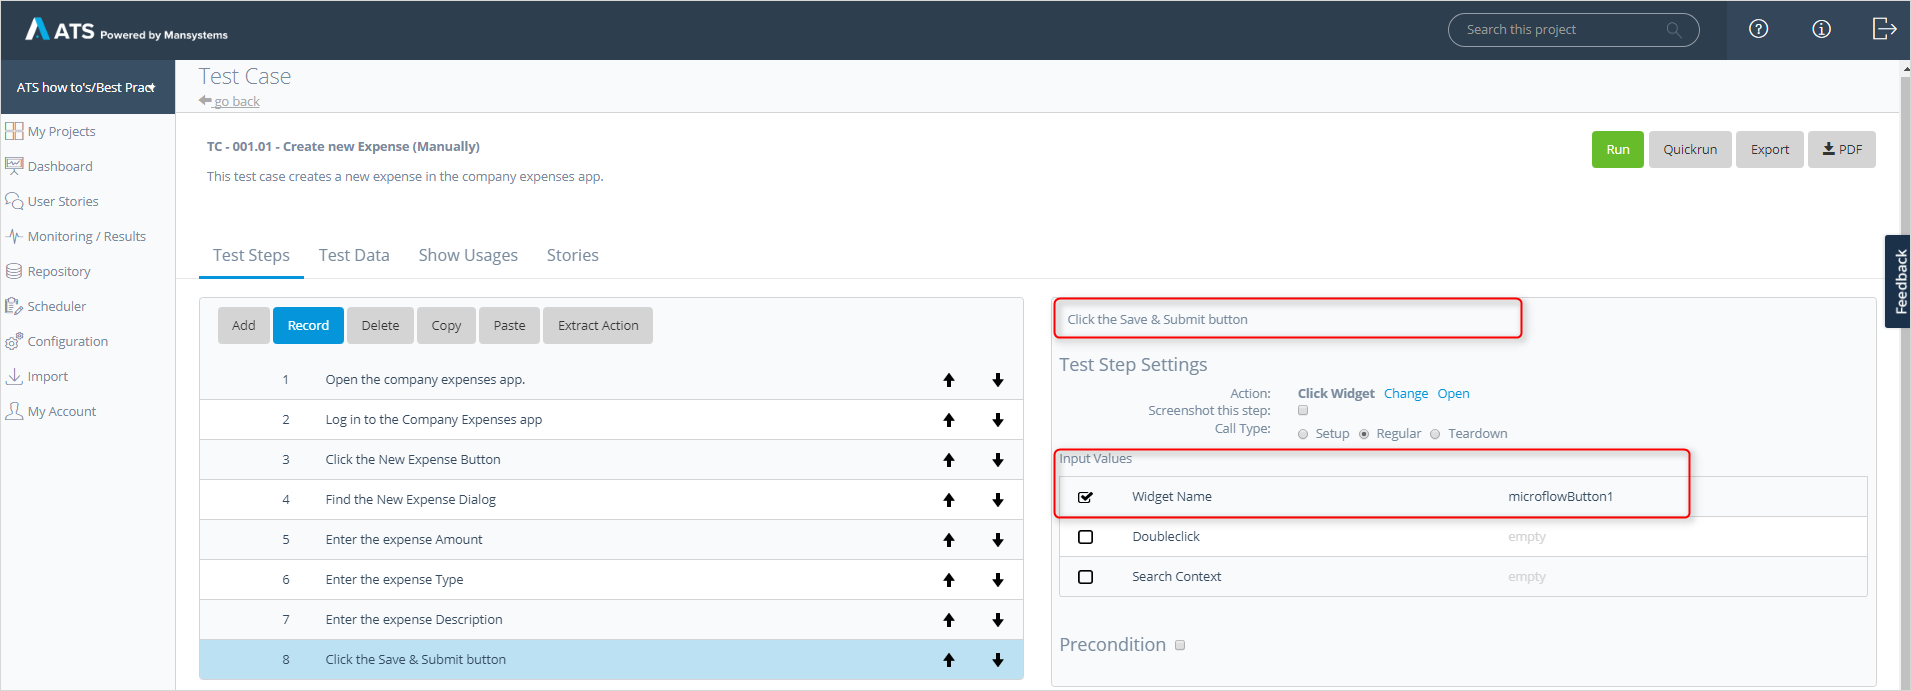 ATS Powered by Mansystems
Search this project
ATS how to's/Best Pract
My Projects
Dashboard
User Stories
Monitoring / Results
Repository
Scheduler
Configuration
Import
My Account
Test Case
go back
TC - 001.01 - Create new Expense (Manually)
This test case creates a new expense in the company expenses app.
Run Quickrun Export PDF
Test Steps Test Data Show Usages Stories
Add Record Delete Copy Paste Extract Action
1 Open the company expenses app.
2 Log in to the Company Expenses app
3 Click the New Expense Button
4 Find the New Expense Dialog
5 Enter the expense Amount
6 Enter the expense Type
7 Enter the expense Description
8 Click the Save & Submit button
Click the Save & Submit button
Test Step Settings
Action: Click Widget Change Open
Screenshot this step:
Call Type: Setup Regular Teardown
Input Values
Widget Name microflowButton1
Doubleclick empty
Search Context empty
Precondition
Feedback